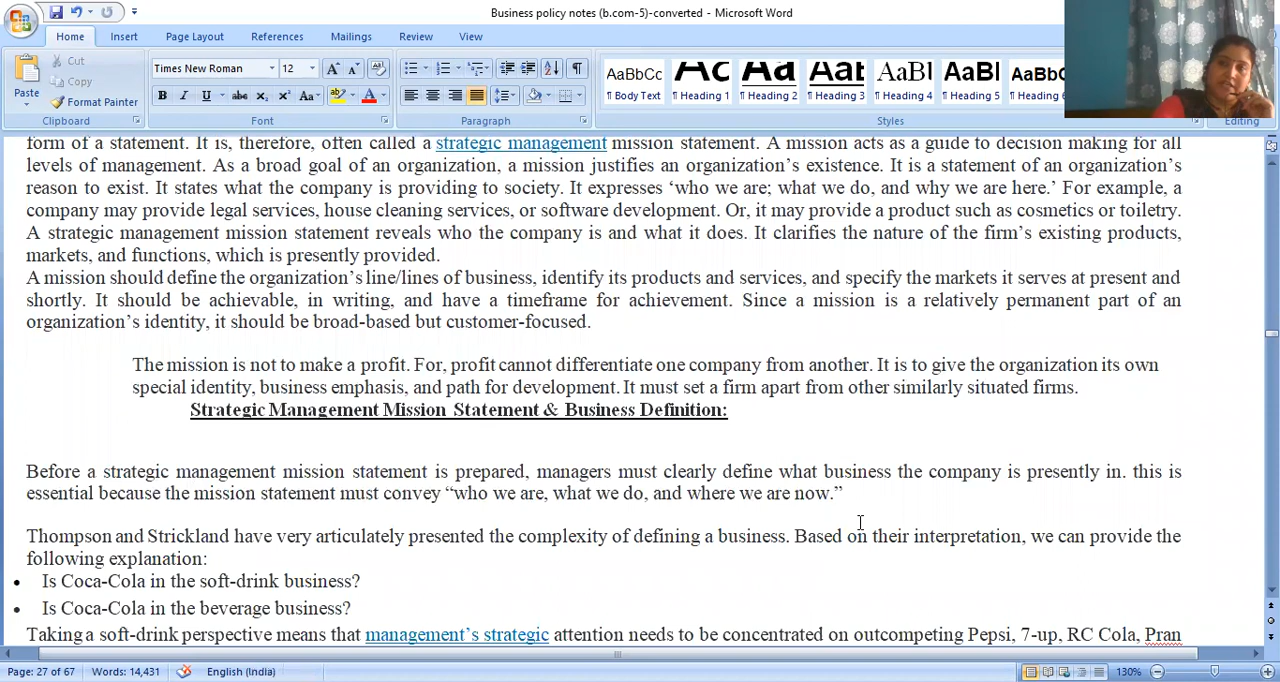 Business policy notes (b.com-5)-converted - Microsoft Word
Home Insert Page Layout References Mailings Review View
Paste
Cut
Copy
Format Painter
Clipboard
Times New Roman 12
Font
Paragraph
AaBbCc AaBbC AaBbl AaBb(
¶ Body Text ¶ Heading 1 ¶ Heading 2 ¶ Heading 3 ¶ Heading 4 ¶ Heading 5 ¶ Heading 6
Styles
Editing
form of a statement. It is, therefore, often called a strategic management mission statement. A mission acts as a guide to decision making for all
levels of management. As a broad goal of an organization, a mission justifies an organization’s existence. It is a statement of an organization’s
reason to exist. It states what the company is providing to society. It expresses ‘who we are; what we do, and why we are here.’ For example, a
company may provide legal services, house cleaning services, or software development. Or, it may provide a product such as cosmetics or toiletry.
A strategic management mission statement reveals who the company is and what it does. It clarifies the nature of the firm’s existing products,
markets, and functions, which is presently provided.
A mission should define the organization’s line/lines of business, identify its products and services, and specify the markets it serves at present and
shortly. It should be achievable, in writing, and have a timeframe for achievement. Since a mission is a relatively permanent part of an
organization’s identity, it should be broad-based but customer-focused.
The mission is not to make a profit. For, profit cannot differentiate one company from another. It is to give the organization its own
special identity, business emphasis, and path for development. It must set a firm apart from other similarly situated firms.
Strategic Management Mission Statement & Business Definition:
Before a strategic management mission statement is prepared, managers must clearly define what business the company is presently in. this is
essential because the mission statement must convey “who we are, what we do, and where we are now.”
Thompson and Strickland have very articulately presented the complexity of defining a business. Based on their interpretation, we can provide the
following explanation:
• Is Coca-Cola in the soft-drink business?
• Is Coca-Cola in the beverage business?
Taking a soft-drink perspective means that management’s strategic attention needs to be concentrated on outcompeting Pepsi, 7-up, RC Cola, Pran
Page: 27 of 67 Words: 14,431 English (India) 130%